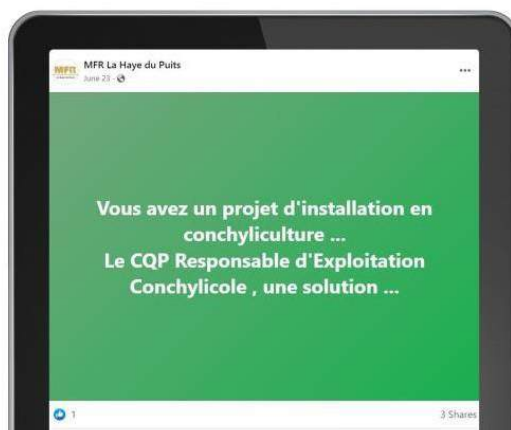 MFR
MFR La Haye du Puits
June 23 ·
...
Vous avez un projet d'installation en
conchyliculture ...
Le CQP Responsable d'Exploitation
Conchylicole , une solution ...
1
3 Shares